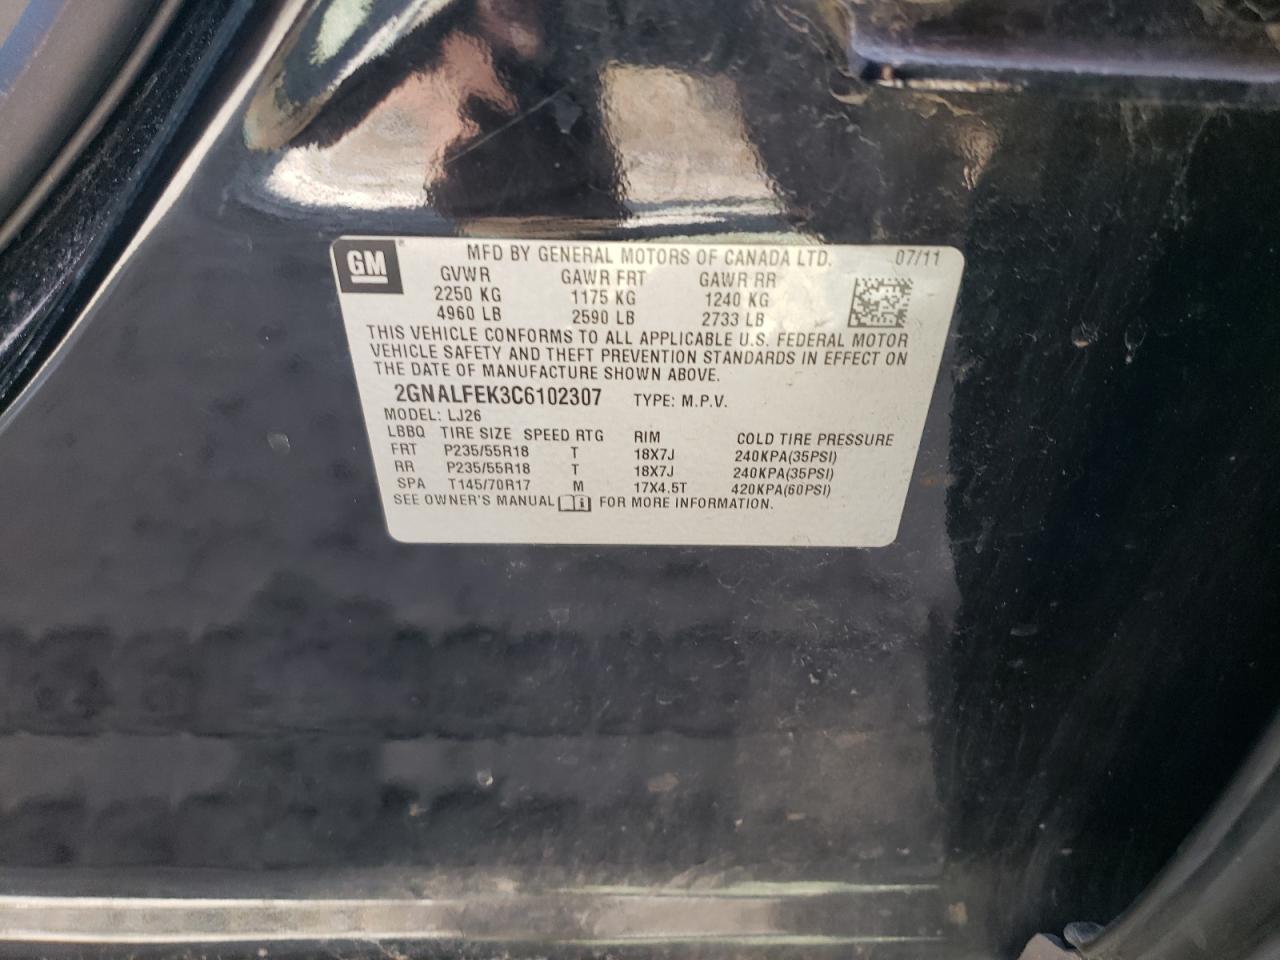 GM MFD BY GENERAL MOTORS OF CANADA LTD. 07/11
GVWR GAWR FRT GAWR RR
2250 KG 1175 KG 1240 KG
4960 LB 2590 LB 2733 LB
THIS VEHICLE CONFORMS TO ALL APPLICABLE U.S. FEDERAL MOTOR
VEHICLE SAFETY AND THEFT PREVENTION STANDARDS IN EFFECT ON
THE DATE OF MANUFACTURE SHOWN ABOVE.
2GNALFEK3C6102307 TYPE: M.P.V.
MODEL: LJ26
LBBQ TIRE SIZE SPEED RTG RIM COLD TIRE PRESSURE
FRT P235/55R18 T 18X7J 240KPA(35PSI)
RR P235/55R18 T 18X7J 240KPA(35PSI)
SPA T145/70R17 M 17X4.5T 420KPA(60PSI)
SEE OWNER'S MANUAL i FOR MORE INFORMATION.